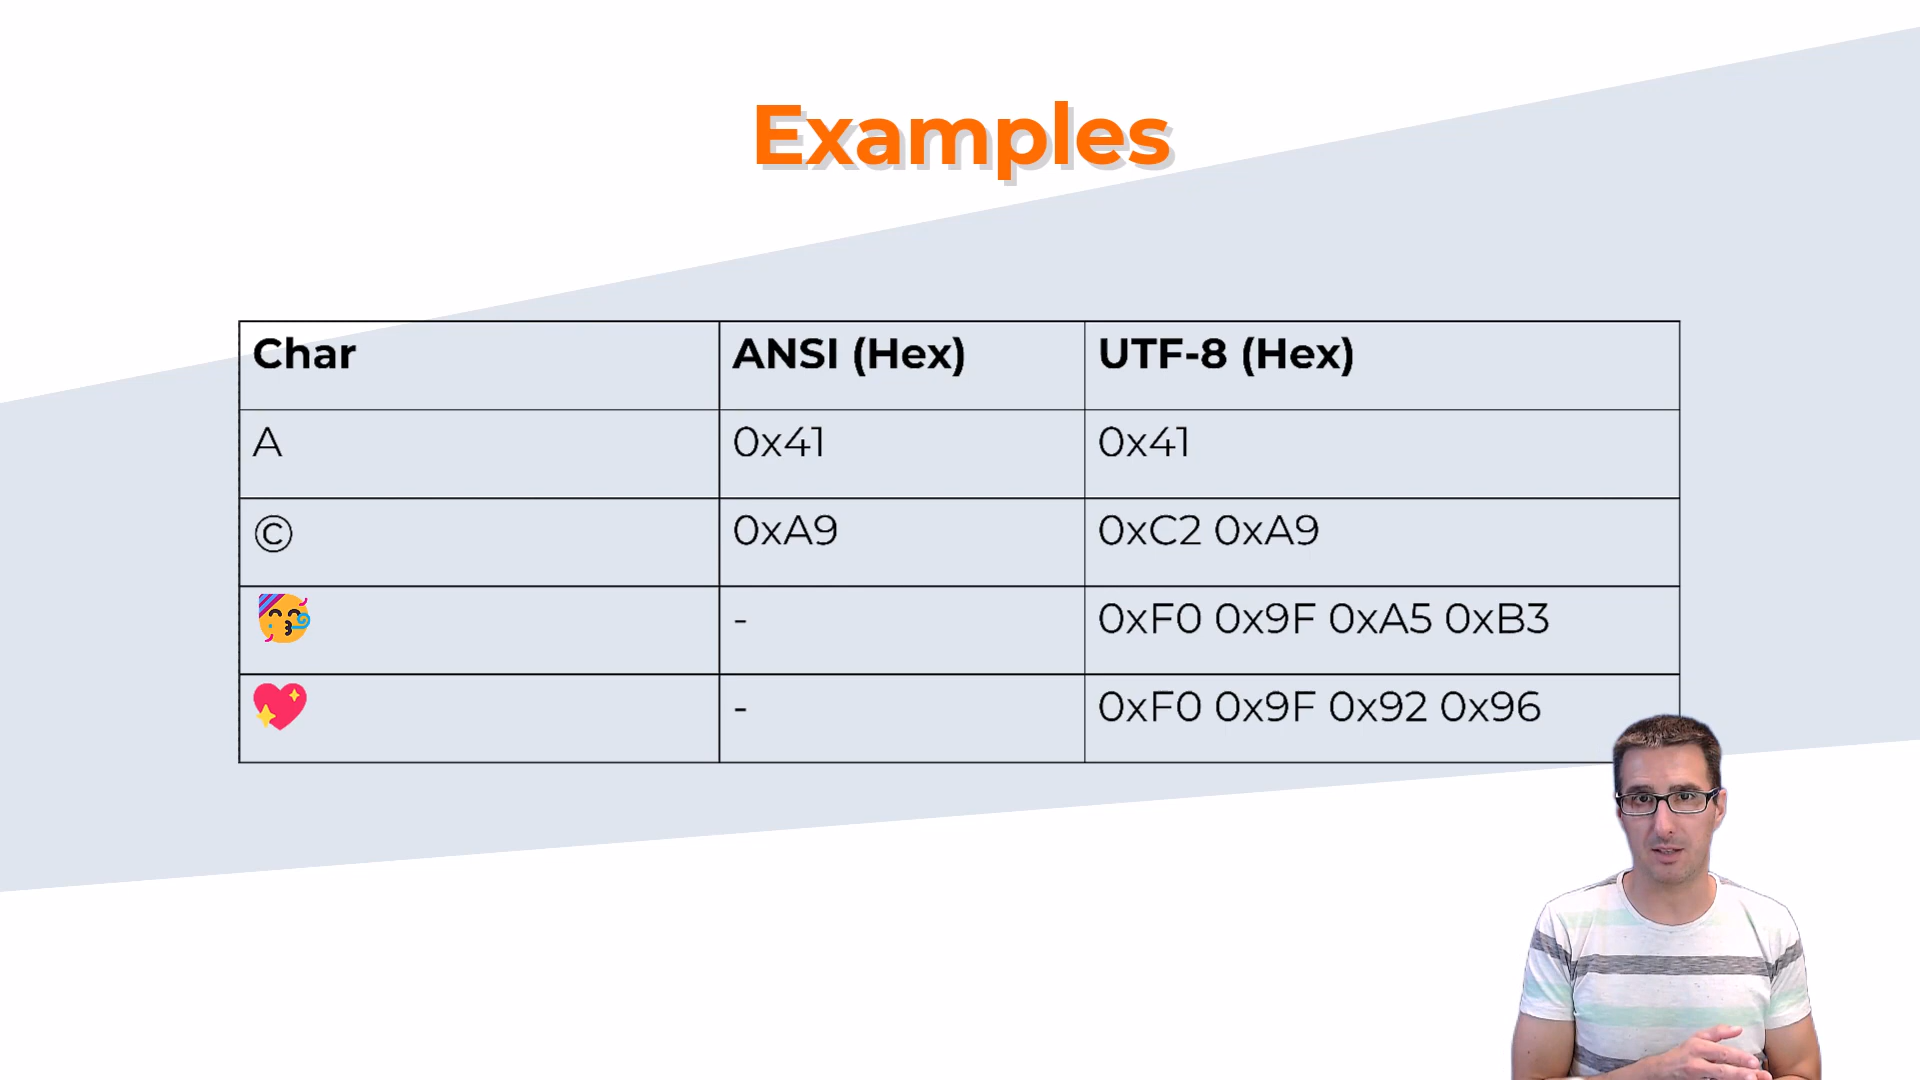 Examples
Char ANSI (Hex) UTF-8 (Hex)
A 0x41 0x41
© 0xA9 0xC2 0xA9
🥳 - 0xF0 0x9F 0xA5 0xB3
💖 - 0xF0 0x9F 0x92 0x96